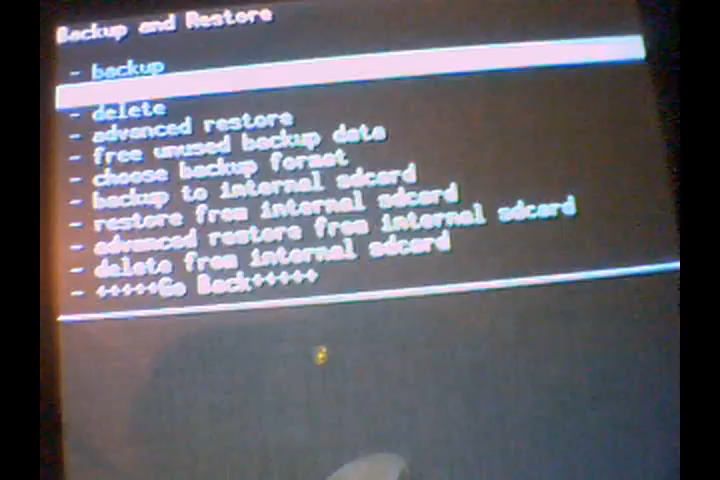 Backup and Restore
- backup
- delete
- advanced restore
- free unused backup data
- choose backup format
- backup to internal sdcard
- restore from internal sdcard
- advanced restore from internal sdcard
- delete from internal sdcard
- +++++Go Back+++++